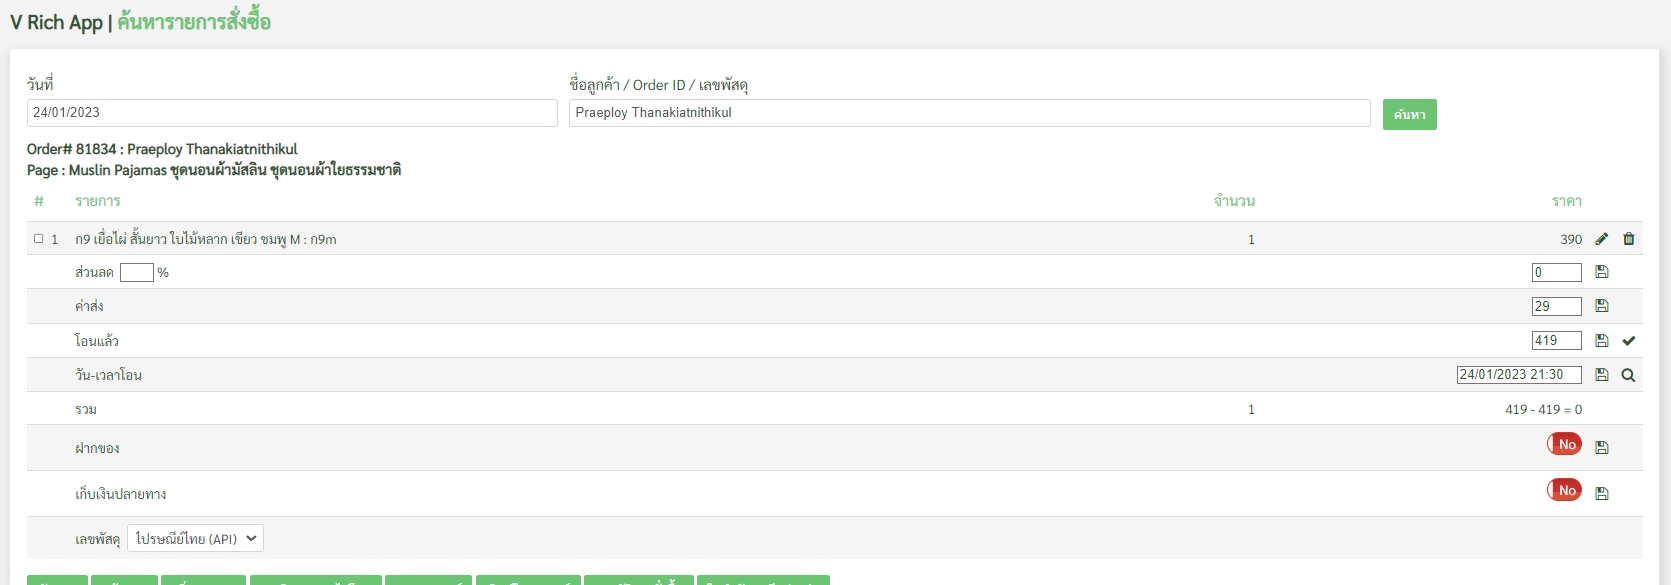 V Rich App | ค้นหารายการสั่งซื้อ
วันที่ ชื่อลูกค้า / Order ID / เลขพัสดุ
24/01/2023 Praeploy Thanakiatnithikul ค้นหา
Order# 81834 : Praeploy Thanakiatnithikul
Page : Muslin Pajamas ชุดนอนผ้ามัสลิน ชุดนอนผ้าใยธรรมชาติ
# รายการ จำนวน ราคา
1 ก9 เยื่อไผ่ สั้นยาว ใบไม้หลาก เขียว ชมพู M : ก9m 1 390
ส่วนลด % 0
ค่าส่ง 29
โอนแล้ว 419
วัน-เวลาโอน 24/01/2023 21:30
รวม 1 419 - 419 = 0
ฝากของ No
เก็บเงินปลายทาง No
เลขพัสดุ ไปรษณีย์ไทย (API)